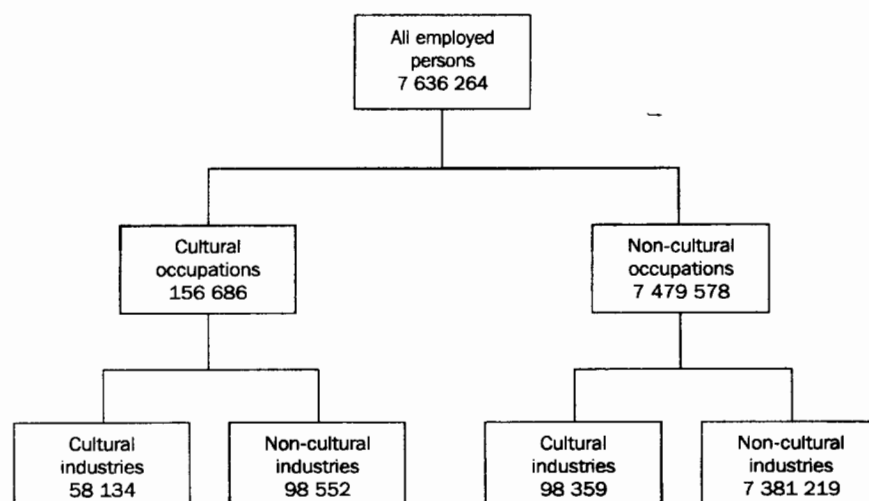 All employed
persons
7 636 264
Cultural
occupations
156 686
Non-cultural
occupations
7 479 578
Cultural
industries
58 134
Non-cultural
industries
98 552
Cultural
industries
98 359
Non-cultural
industries
7 381 219